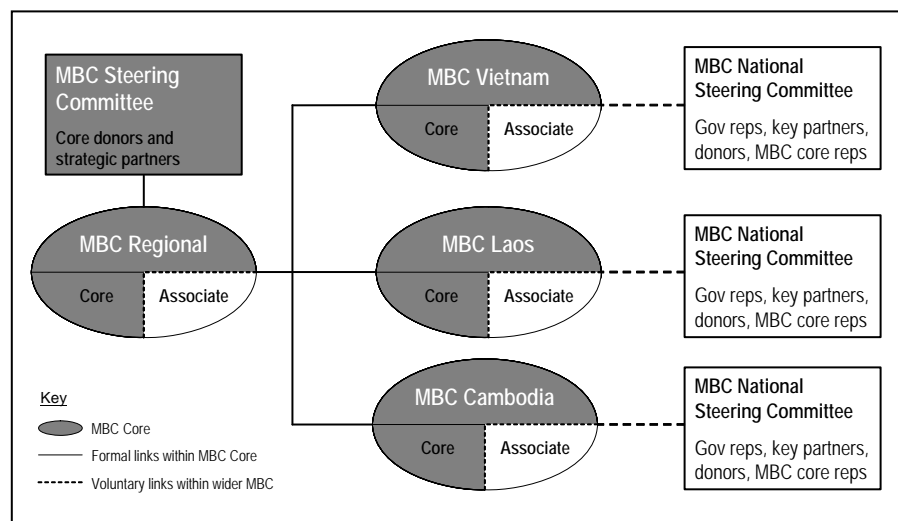 MBC Steering
Committee
Core donors and
strategic partners
MBC Regional
Core
Associate
MBC Vietnam
Core
Associate
MBC National
Steering Committee
Gov reps, key partners,
donors, MBC core reps
MBC Laos
Core
Associate
MBC National
Steering Committee
Gov reps, key partners,
donors, MBC core reps
MBC Cambodia
Core
Associate
MBC National
Steering Committee
Gov reps, key partners,
donors, MBC core reps
Key
MBC Core
Formal links within MBC Core
Voluntary links within wider MBC